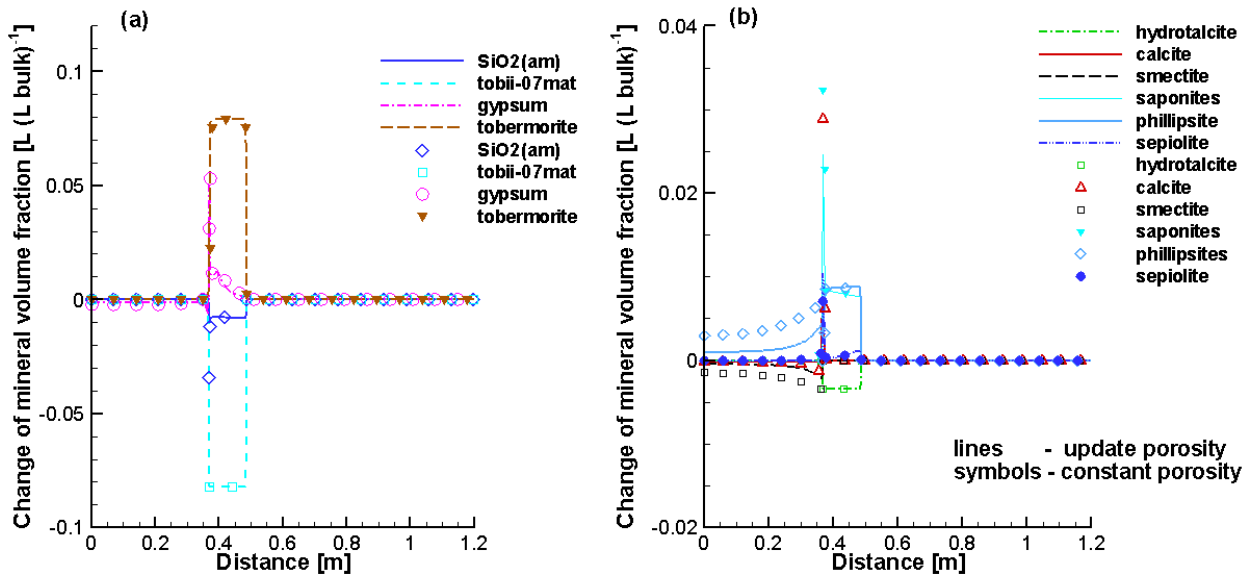 (a)
Change of mineral volume fraction [L (L bulk)-1]
0.1
0.05
0
-0.05
-0.1
SiO2(am)
tobii-07mat
gypsum
tobermorite
SiO2(am)
tobii-07mat
gypsum
tobermorite
0 0.2 0.4 0.6 0.8 1 1.2
Distance [m]
(b)
Change of mineral volume fraction [L (L bulk)-1]
0.04
0.02
0
-0.02
hydrotalcite
calcite
smectite
saponites
phillipsite
sepiolite
hydrotalcite
calcite
smectite
saponites
phillipsites
sepiolite
lines - update porosity
symbols - constant porosity
0 0.2 0.4 0.6 0.8 1 1.2
Distance [m]